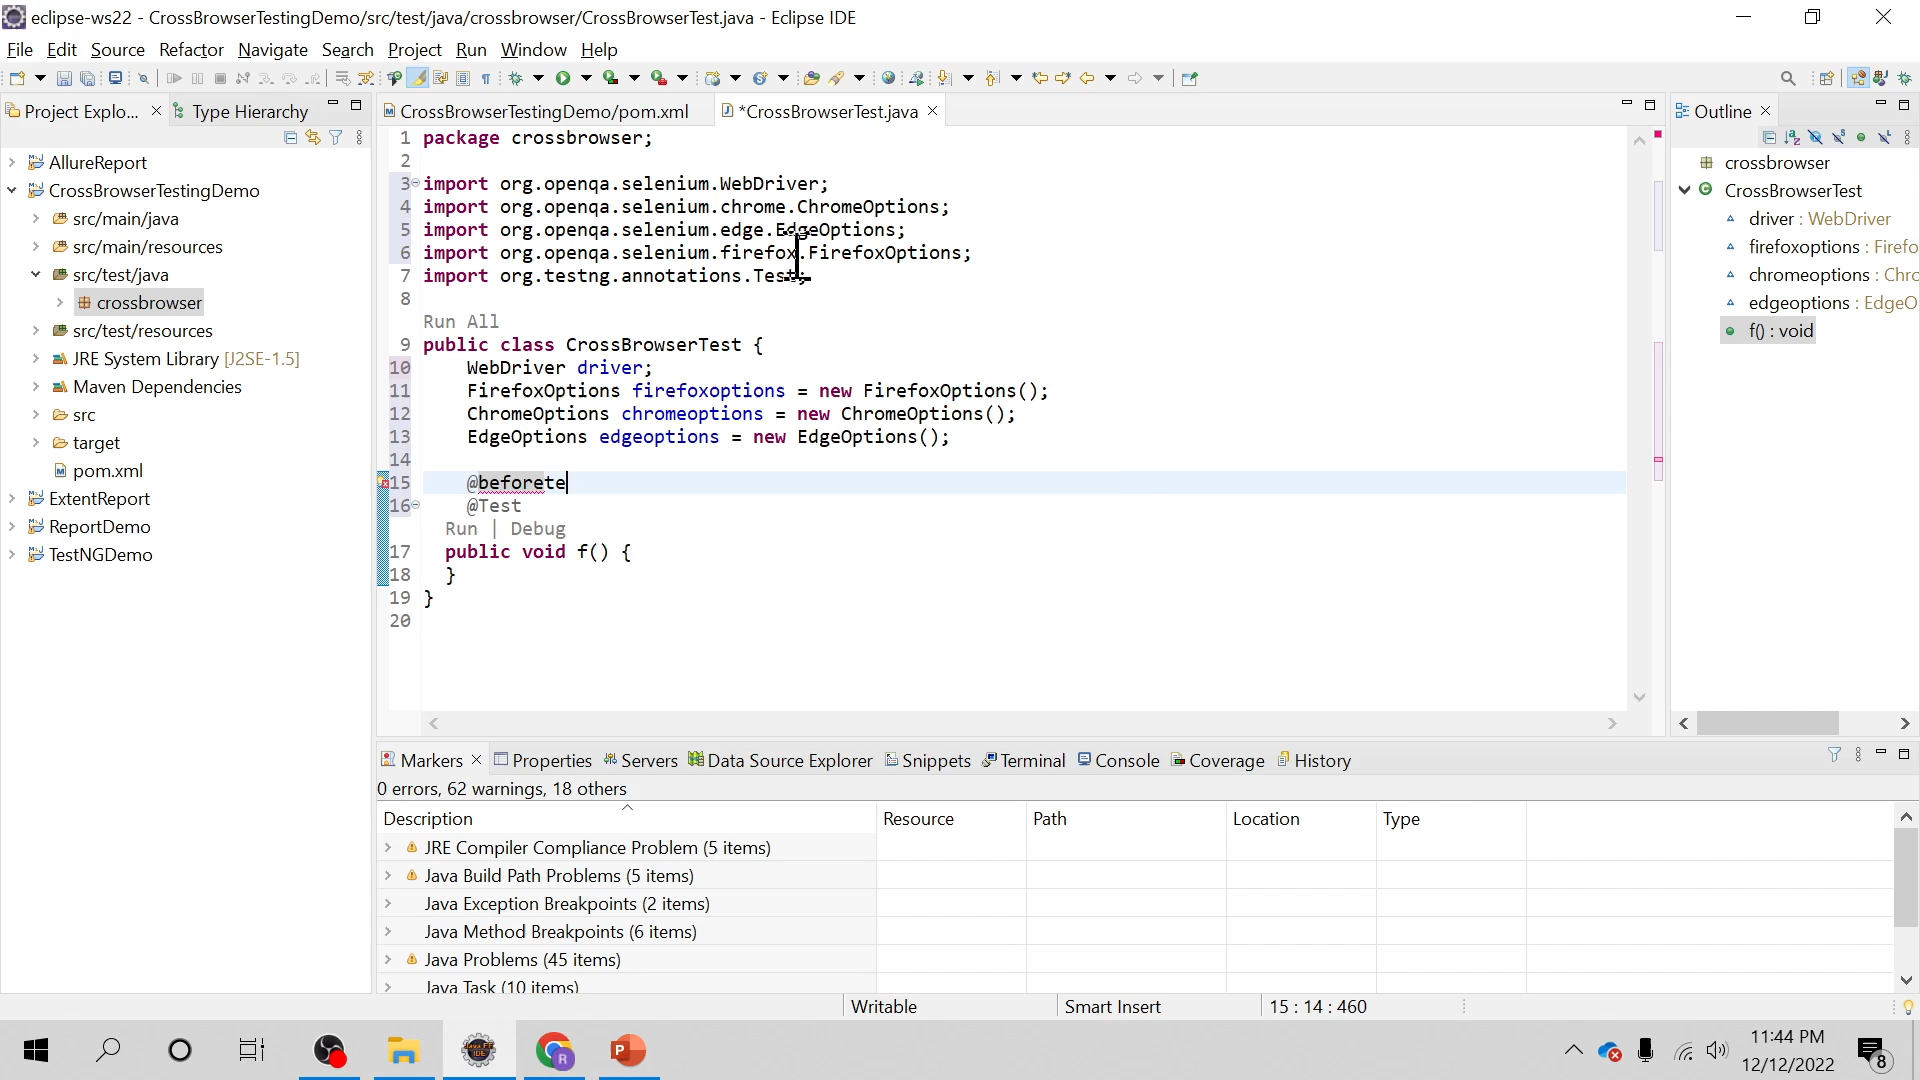 eclipse-ws22 - CrossBrowserTestingDemo/src/test/java/crossbrowser/CrossBrowserTest.java - Eclipse IDE
File Edit Source Refactor Navigate Search Project Run Window Help
Project Explo... Type Hierarchy
AllureReport
CrossBrowserTestingDemo
src/main/java
src/main/resources
src/test/java
crossbrowser
src/test/resources
JRE System Library [J2SE-1.5]
Maven Dependencies
src
target
pom.xml
ExtentReport
ReportDemo
TestNGDemo
CrossBrowserTestingDemo/pom.xml *CrossBrowserTest.java
1 package crossbrowser;
2
3 import org.openqa.selenium.WebDriver;
4 import org.openqa.selenium.chrome.ChromeOptions;
5 import org.openqa.selenium.edge.EdgeOptions;
6 import org.openqa.selenium.firefox.FirefoxOptions;
7 import org.testng.annotations.Test;
8
Run All
9 public class CrossBrowserTest {
10 WebDriver driver;
11 FirefoxOptions firefoxoptions = new FirefoxOptions();
12 ChromeOptions chromeoptions = new ChromeOptions();
13 EdgeOptions edgeoptions = new EdgeOptions();
14
15 @beforete
16 @Test
Run | Debug
17 public void f() {
18 }
19 }
20
Outline
crossbrowser
CrossBrowserTest
driver : WebDriver
firefoxoptions : Firefo
chromeoptions : Chro
edgeoptions : EdgeO
f() : void
Markers Properties Servers Data Source Explorer Snippets Terminal Console Coverage History
0 errors, 62 warnings, 18 others
Description Resource Path Location Type
JRE Compiler Compliance Problem (5 items)
Java Build Path Problems (5 items)
Java Exception Breakpoints (2 items)
Java Method Breakpoints (6 items)
Java Problems (45 items)
Java Task (10 items)
Writable Smart Insert 15 : 14 : 460
11:44 PM
12/12/2022
8